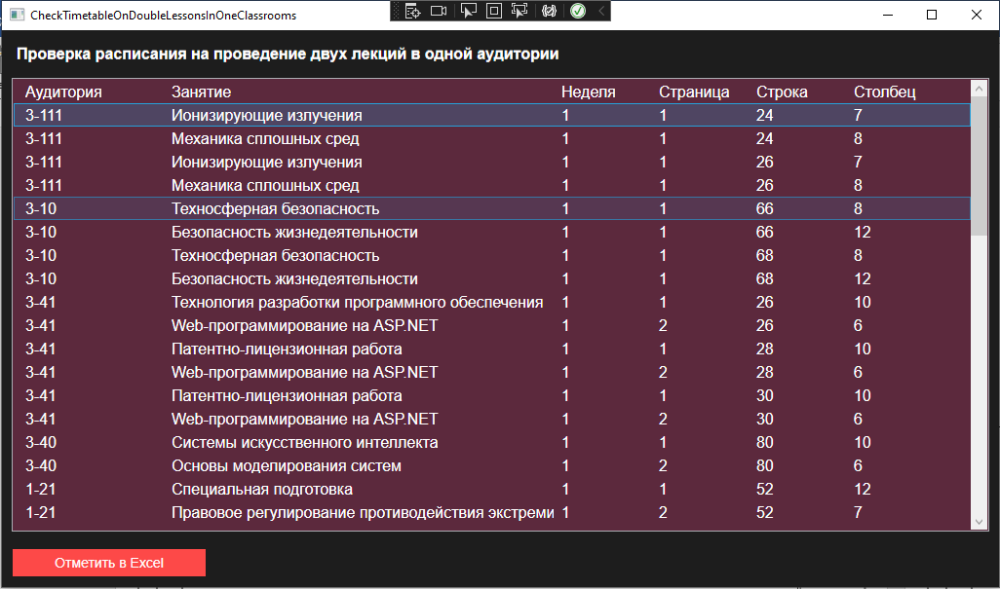 CheckTimetableOnDoubleLessonsInOneClassrooms
Проверка расписания на проведение двух лекций в одной аудитории
Аудитория Занятие Неделя Страница Строка Столбец
3-111 Ионизирующие излучения 1 1 24 7
3-111 Механика сплошных сред 1 1 24 8
3-111 Ионизирующие излучения 1 1 26 7
3-111 Механика сплошных сред 1 1 26 8
3-10 Техносферная безопасность 1 1 66 8
3-10 Безопасность жизнедеятельности 1 1 66 12
3-10 Техносферная безопасность 1 1 68 8
3-10 Безопасность жизнедеятельности 1 1 68 12
3-41 Технология разработки программного обеспечения 1 1 26 10
3-41 Web-программирование на ASP.NET 1 2 26 6
3-41 Патентно-лицензионная работа 1 1 28 10
3-41 Web-программирование на ASP.NET 1 2 28 6
3-41 Патентно-лицензионная работа 1 1 30 10
3-41 Web-программирование на ASP.NET 1 2 30 6
3-40 Системы искусственного интеллекта 1 1 80 10
3-40 Основы моделирования систем 1 2 80 6
1-21 Специальная подготовка 1 1 52 12
1-21 Правовое регулирование противодействия экстреми 1 2 52 7
Отметить в Excel